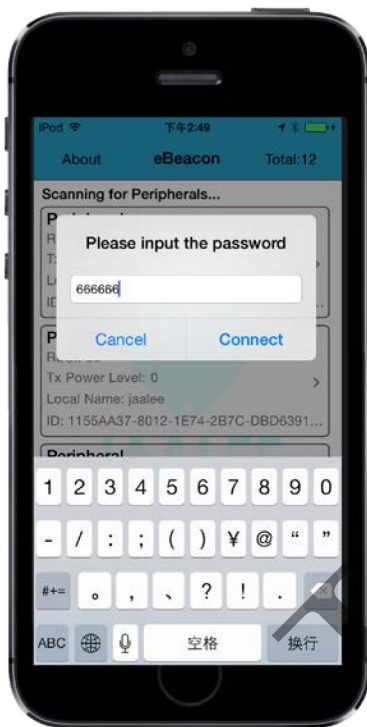 iPod 下午2:49
About eBeacon Total:12
Scanning for Peripherals...
Please input the password
666666
Cancel Connect
Tx Power Level: 0
Local Name: jaalee
ID: 1155AA37-8012-1E74-2B7C-DBD6391...
Peripheral
JAALEE
1 2 3 4 5 6 7 8 9 0
- / : ; ( ) ¥ @ “ ”
#+= 。 , 、 ? ! .
ABC 空格 换行